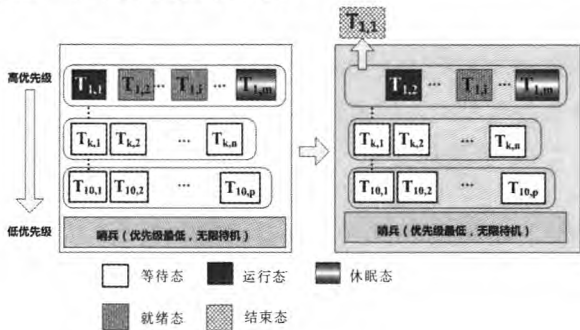 T1,1
高优先级
T1,1 T1,2 … T1,i … T1,m
T1,2 … T1,i … T1,m
Tk,1 Tk,2 … Tk,n
Tk,1 Tk,2 … Tk,n
T10,1 T10,2 … T10,p
T10,1 T10,2 … T10,p
低优先级
哨兵(优先级最低,无限待机)
哨兵(优先级最低,无限待机)
等待态 运行态 休眠态
就绪态 结束态